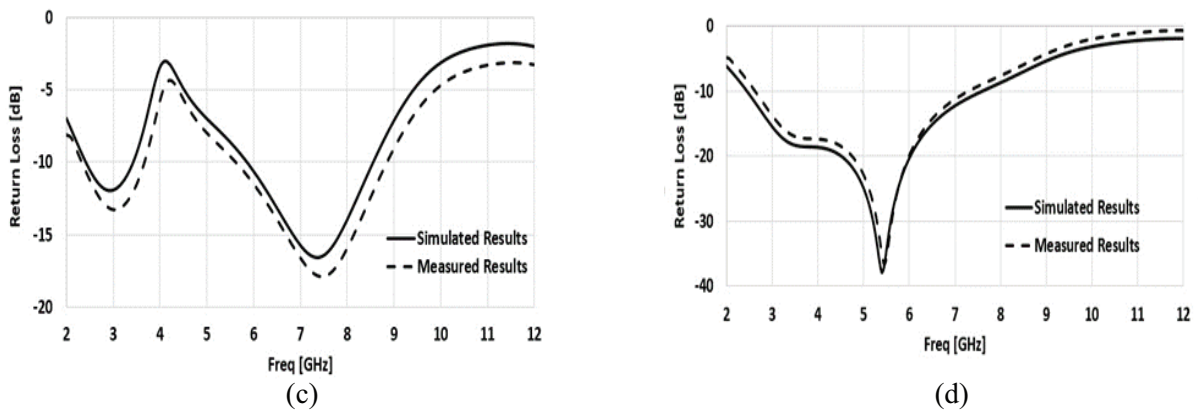 0
-5
-10
-15
-20
Return Loss [dB]
Simulated Results
Measured Results
2 3 4 5 6 7 8 9 10 11 12
Freq [GHz]
(c)
0
-10
-20
-30
-40
Return Loss [dB]
Simulated Results
Measured Results
2 3 4 5 6 7 8 9 10 11 12
Freq [GHz]
(d)